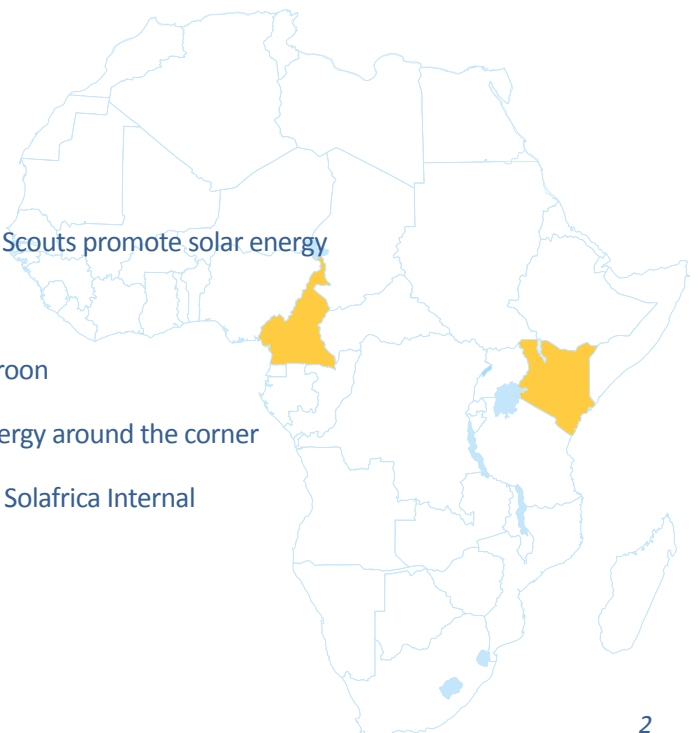 Scouts promote solar energy
roon
ergy around the corner
Solafrica Internal
2